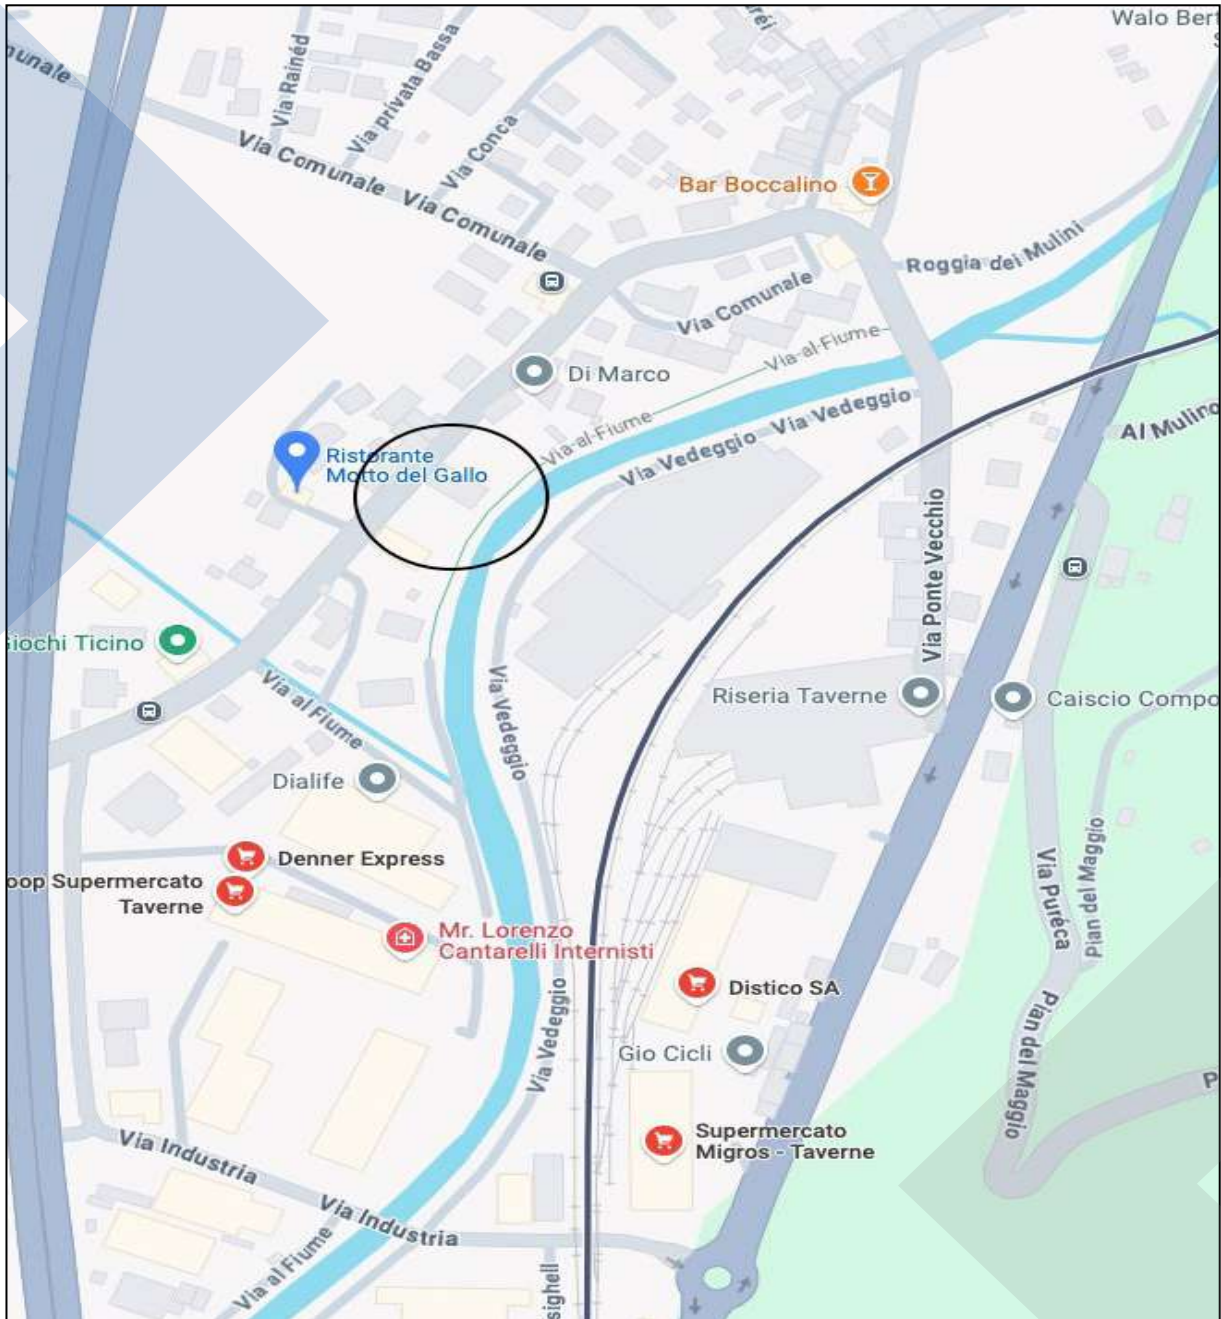 Walo Bert
S
munale
Via Rainéd
Via privata Bassa
Via Conca
Via Comunale
Via Comunale
Bar Boccalino
Roggia dei Mulini
Via Comunale
Via al Fiume
Di Marco
Al Mulino
Via al Fiume
Via Vedeggio
Via Vedeggio
Ristorante
Motto del Gallo
Via Ponte Vecchio
Giochi Ticino
Via al Fiume
Via Vedeggio
Riseria Taverne
Caiscio Compo
Dialife
Denner Express
oop Supermercato
Taverne
Mr. Lorenzo
Cantarelli Internisti
Via Puréca
Pian del Maggio
Distico SA
Via Vedeggio
Gio Cicli
Pian del Maggio
P
Supermercato
Migros - Taverne
Via Industria
Via Industria
Via al Fiume
sighell